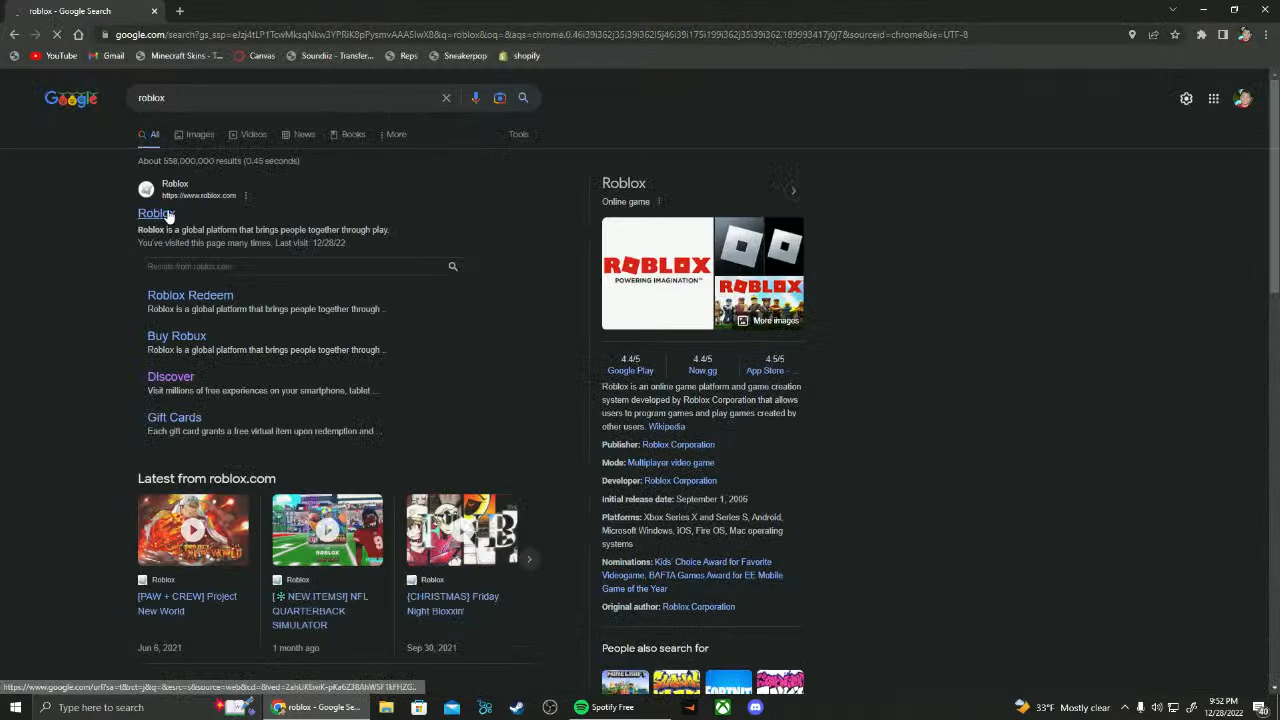 roblox - Google Search
YouTube
Gmail
Minecraft Skins - T...
Canvas
Soundiiz - Transfer...
Reps
Sneakerpop
shopify
Google
roblox
All
Images
Videos
News
Books
More
Tools
About 558,000,000 results (0.45 seconds)
Roblox
https://www.roblox.com
Roblox
Roblox is a global platform that brings people together through play.
You've visited this page many times. Last visit: 12/28/22
Results from roblox.com
Roblox Redeem
Roblox is a global platform that brings people together through ...
Buy Robux
Roblox is a global platform that brings people together through ...
Discover
Visit millions of free experiences on your smartphone, tablet ...
Gift Cards
Each gift card grants a free virtual item upon redemption and ...
Latest from roblox.com
Roblox
[PAW + CREW] Project
New World
Jun 6, 2021
ROBLOX
Roblox
NEW ITEMS!] NFL
QUARTERBACK
SIMULATOR
1 month ago
Roblox
{CHRISTMAS} Friday
Night Bloxxin'
Sep 30, 2021
Roblox
Online game
ROBLOX
POWERING IMAGINATION™
ROBLOX
More images
4.4/5
Google Play
4.4/5
Now.gg
4.5/5
App Store - ...
Roblox is an online game platform and game creation
system developed by Roblox Corporation that allows
users to program games and play games created by
other users. Wikipedia
Publisher: Roblox Corporation
Mode: Multiplayer video game
Developer: Roblox Corporation
Initial release date: September 1, 2006
Platforms: Xbox Series X and Series S, Android,
Microsoft Windows, iOS, Fire OS, Mac operating
systems
Nominations: Kids' Choice Award for Favorite
Videogame, BAFTA Games Award for EE Mobile
Game of the Year
Original author: Roblox Corporation
People also search for
MINECRAFT
FORTNITE
Type here to search
roblox - Google Se...
Spotify Free
33°F Mostly clear
9:52 PM
12/28/2022
40